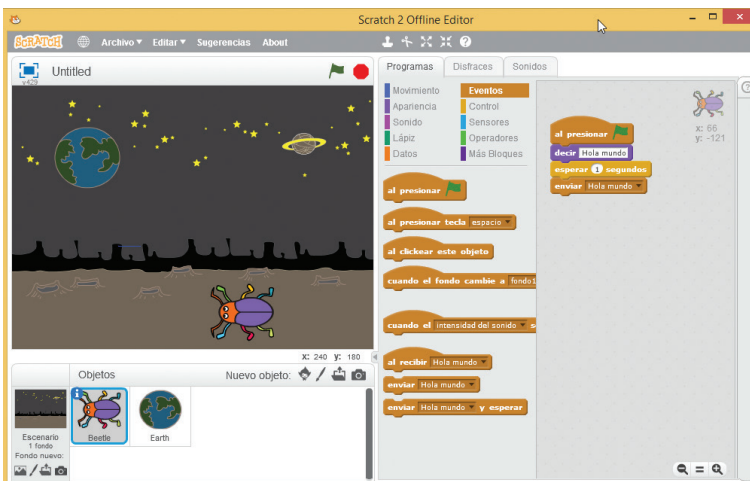 Scratch 2 Offline Editor
SCRATCH Archivo Editar Sugerencias About
Untitled
v429
x: 240 y: 180
Objetos Nuevo objeto:
Escenario
1 fondo
Fondo nuevo:
Beetle
Earth
Programas Disfraces Sonidos
Movimiento Eventos
Apariencia Control
Sonido Sensores
Lápiz Operadores
Datos Más Bloques
al presionar
al presionar tecla espacio
al clickear este objeto
cuando el fondo cambie a fondo1
cuando el intensidad del sonido
al recibir Hola mundo
enviar Hola mundo
enviar Hola mundo y esperar
x: 66
y: -121
al presionar
decir Hola mundo
esperar 1 segundos
enviar Hola mundo